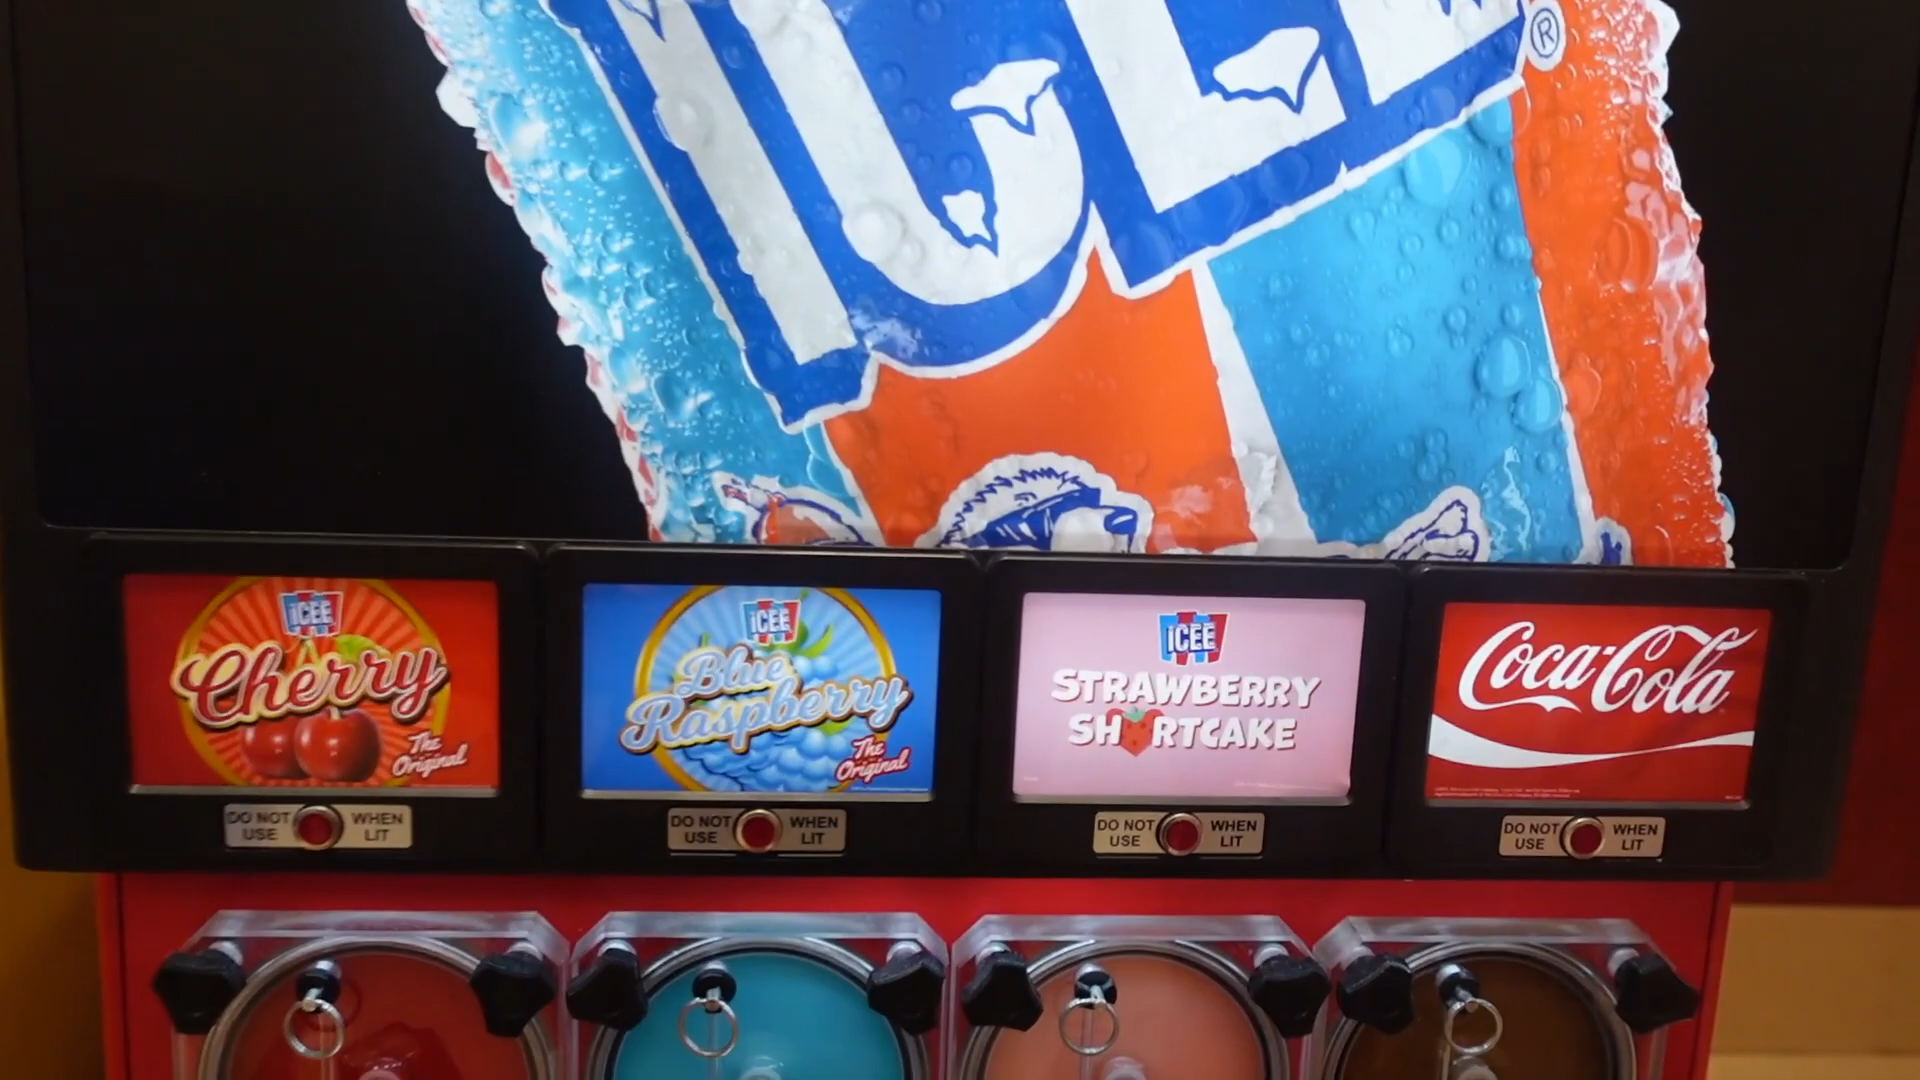 ICEE
®
ICEE
Cherry
The
Original
ICEE
Blue
Raspberry
The
Original
ICEE
STRAWBERRY
SHORTCAKE
Coca-Cola
DO NOT WHEN
USE LIT
DO NOT WHEN
USE LIT
DO NOT WHEN
USE LIT
DO NOT WHEN
USE LIT